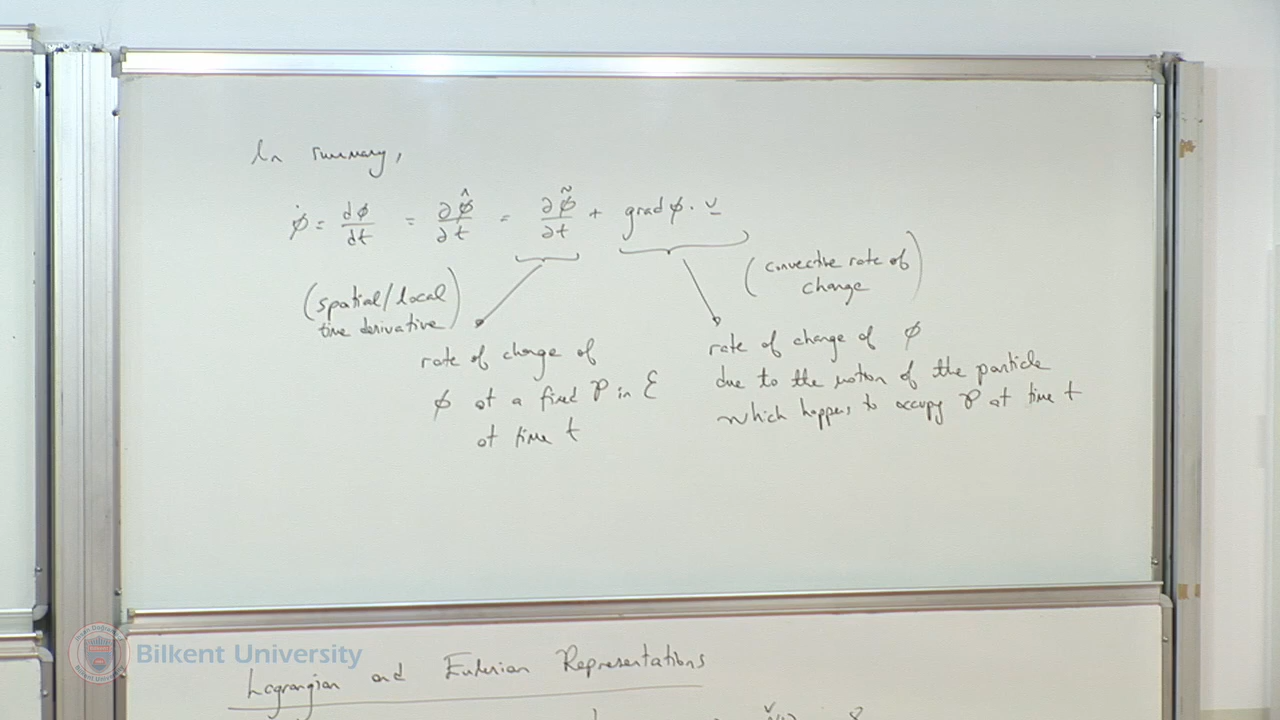 In summary,
φ̇ = dφ/dt = ∂φ̂/∂t = ∂φ̃/∂t + grad φ · v
(spatial/local
time derivative)
(convective rate of
change)
rate of change of
φ at a fixed P in E
at time t
rate of change of φ
due to the motion of the particle
which happens to occupy P at time t
Bilkent University
Lagrangian and Eulerian Representations